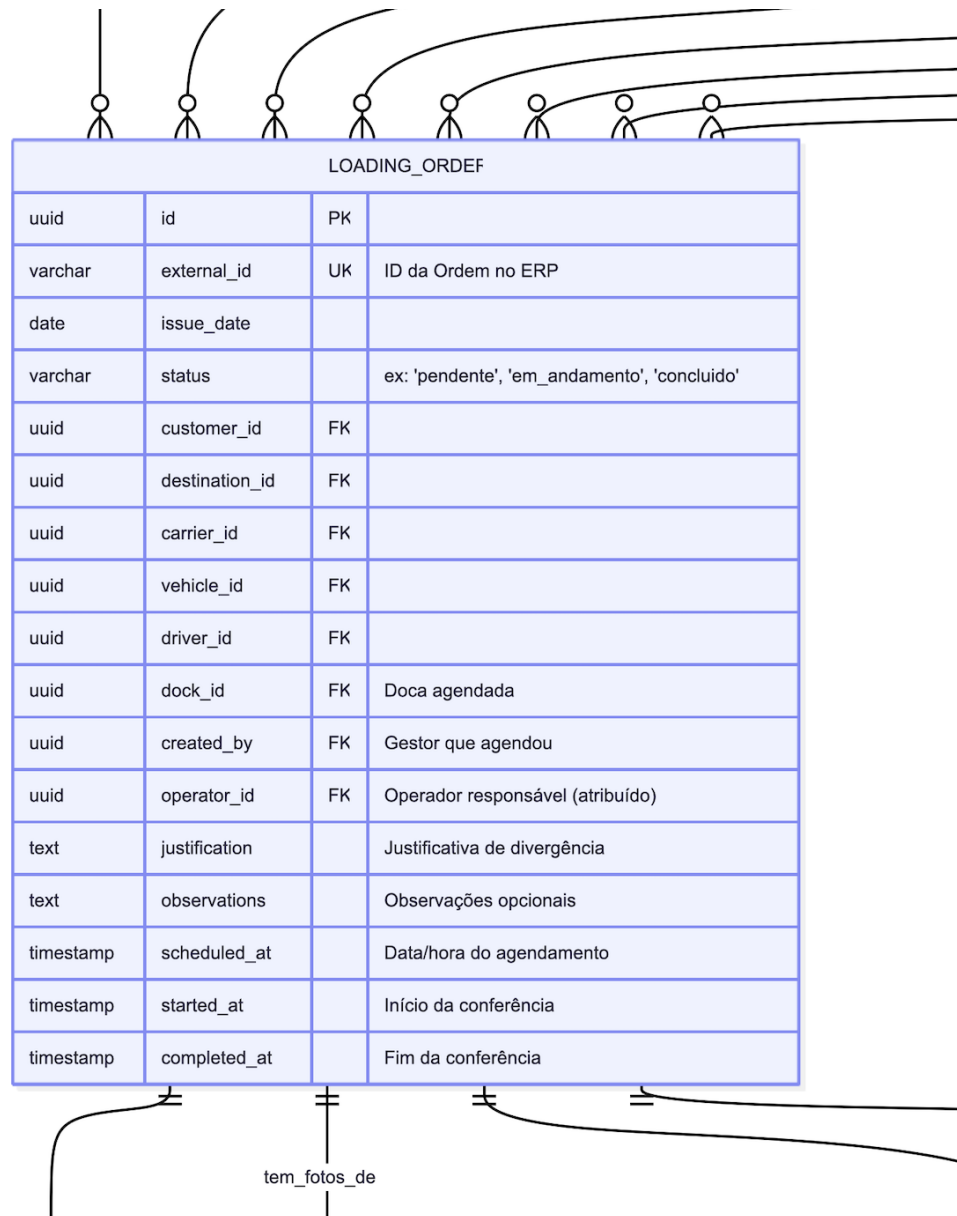 LOADING_ORDER
uuid id PK
varchar external_id UK ID da Ordem no ERP
date issue_date
varchar status ex: 'pendente', 'em_andamento', 'concluido'
uuid customer_id FK
uuid destination_id FK
uuid carrier_id FK
uuid vehicle_id FK
uuid driver_id FK
uuid dock_id FK Doca agendada
uuid created_by FK Gestor que agendou
uuid operator_id FK Operador responsável (atribuído)
text justification Justificativa de divergência
text observations Observações opcionais
timestamp scheduled_at Data/hora do agendamento
timestamp started_at Início da conferência
timestamp completed_at Fim da conferência
tem_fotos_de